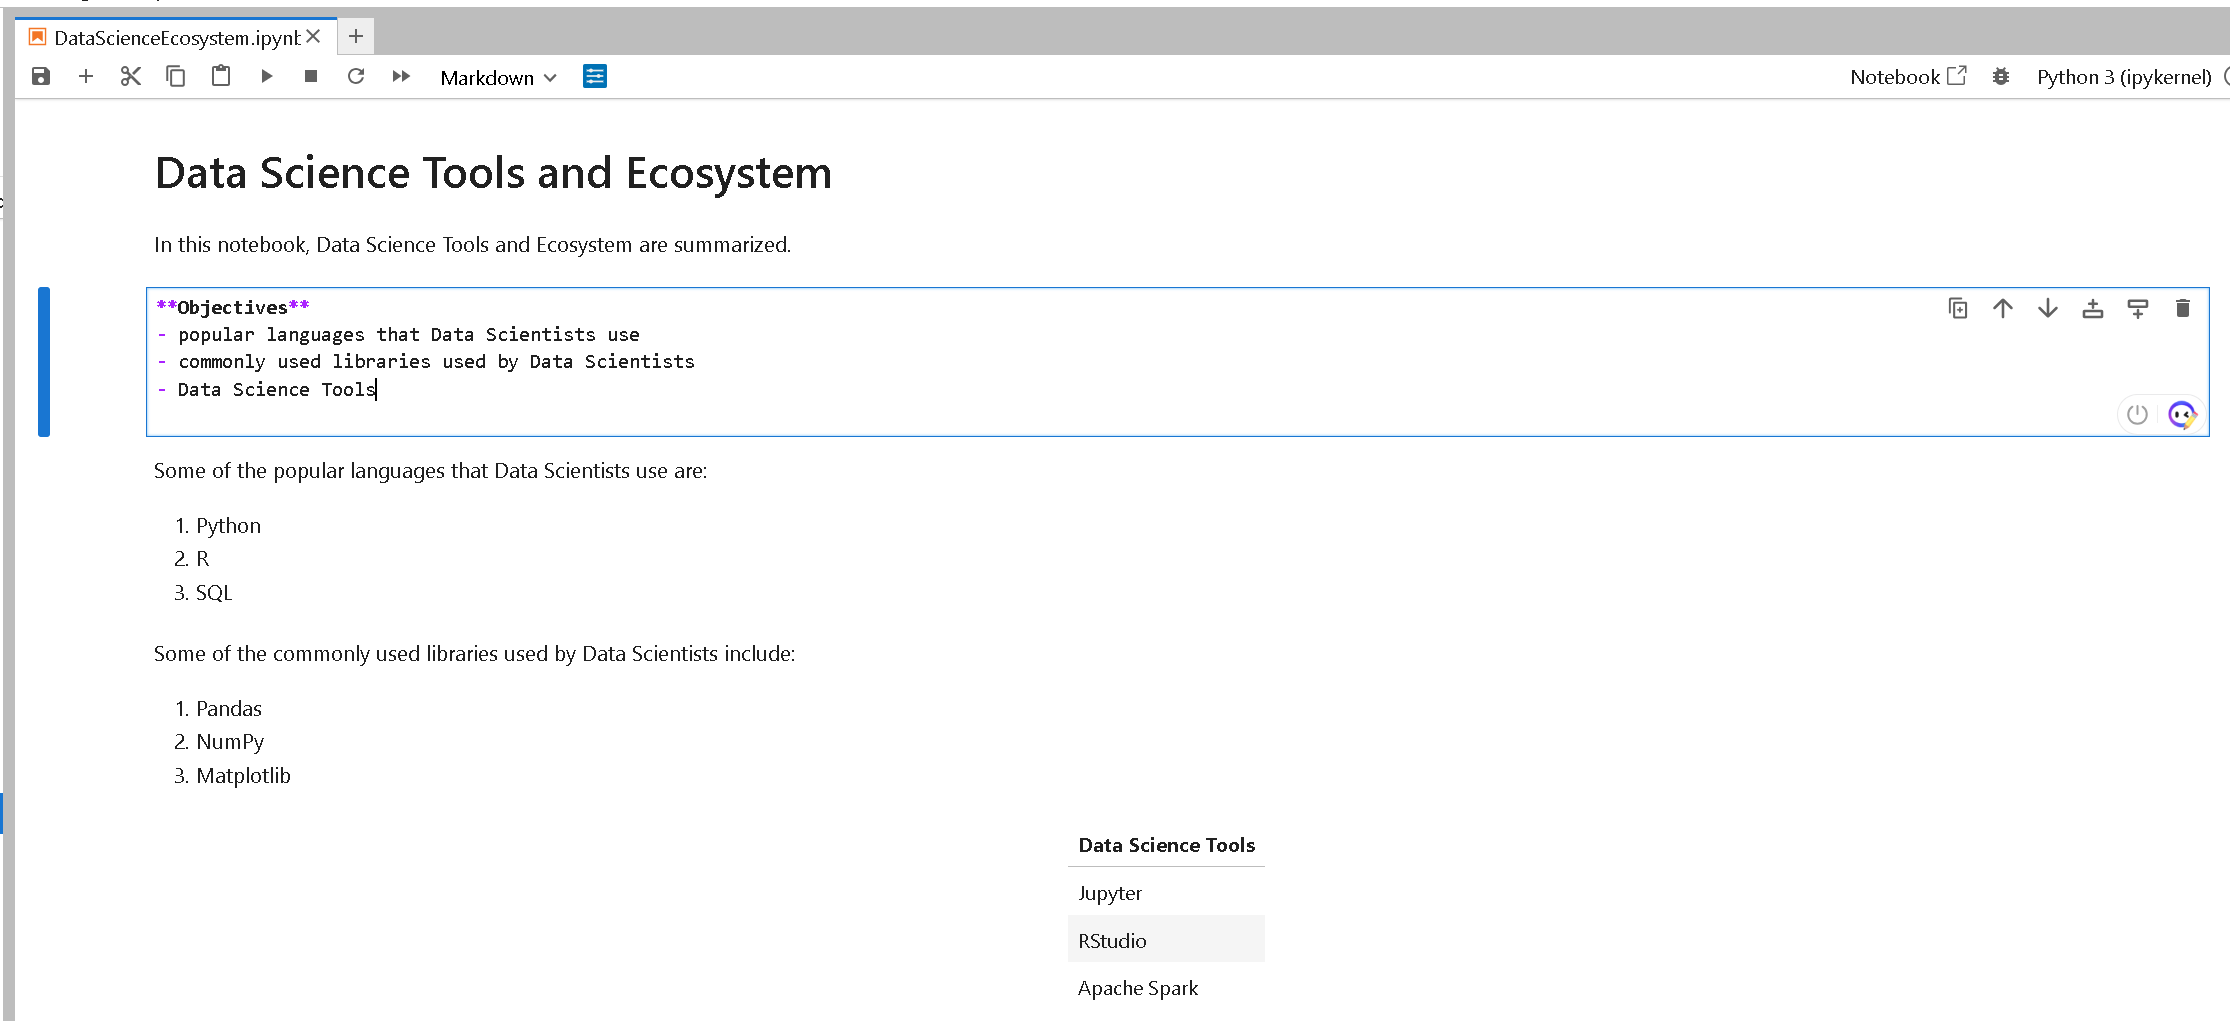 DataScienceEcosystem.ipynb
Markdown
Notebook
Python 3 (ipykernel)
Data Science Tools and Ecosystem
In this notebook, Data Science Tools and Ecosystem are summarized.
**Objectives**
- popular languages that Data Scientists use
- commonly used libraries used by Data Scientists
- Data Science Tools
Some of the popular languages that Data Scientists use are:
1. Python
2. R
3. SQL
Some of the commonly used libraries used by Data Scientists include:
1. Pandas
2. NumPy
3. Matplotlib
Data Science Tools
Jupyter
RStudio
Apache Spark